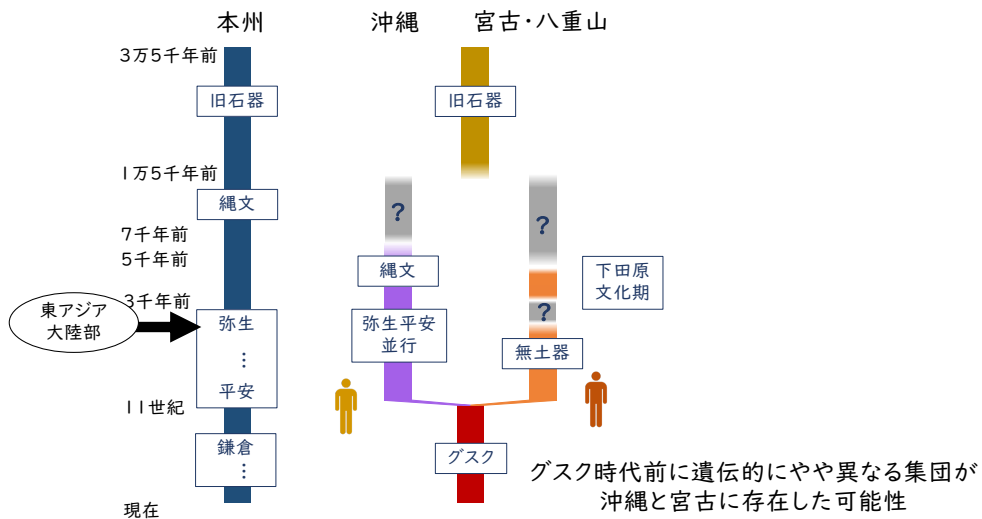 本州
沖縄
宮古・八重山
3万5千年前
旧石器
旧石器
1万5千年前
縄文
?
?
7千年前
5千年前
縄文
下田原
文化期
3千年前
東アジア
大陸部
弥生
…
平安
弥生平安
並行
?
無土器
11世紀
鎌倉
…
グスク
グスク時代前に遺伝的にやや異なる集団が
沖縄と宮古に存在した可能性
現在